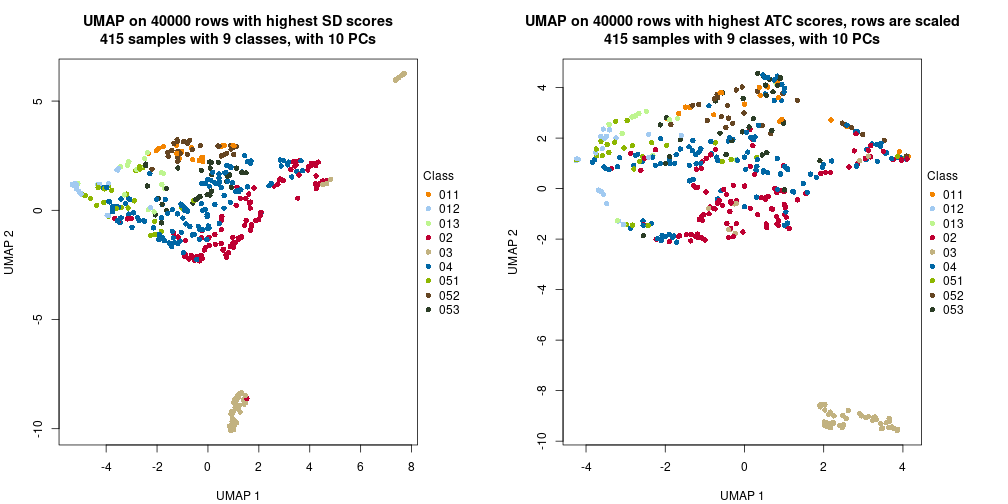 UMAP on 40000 rows with highest SD scores
415 samples with 9 classes, with 10 PCs
5
0
-5
-10
UMAP 2
-4 -2 0 2 4 6 8
UMAP 1
Class
011
012
013
02
03
04
051
052
053
UMAP on 40000 rows with highest ATC scores, rows are scaled
415 samples with 9 classes, with 10 PCs
4
2
0
-2
-4
-6
-8
-10
UMAP 2
-4 -2 0 2 4
UMAP 1
Class
011
012
013
02
03
04
051
052
053